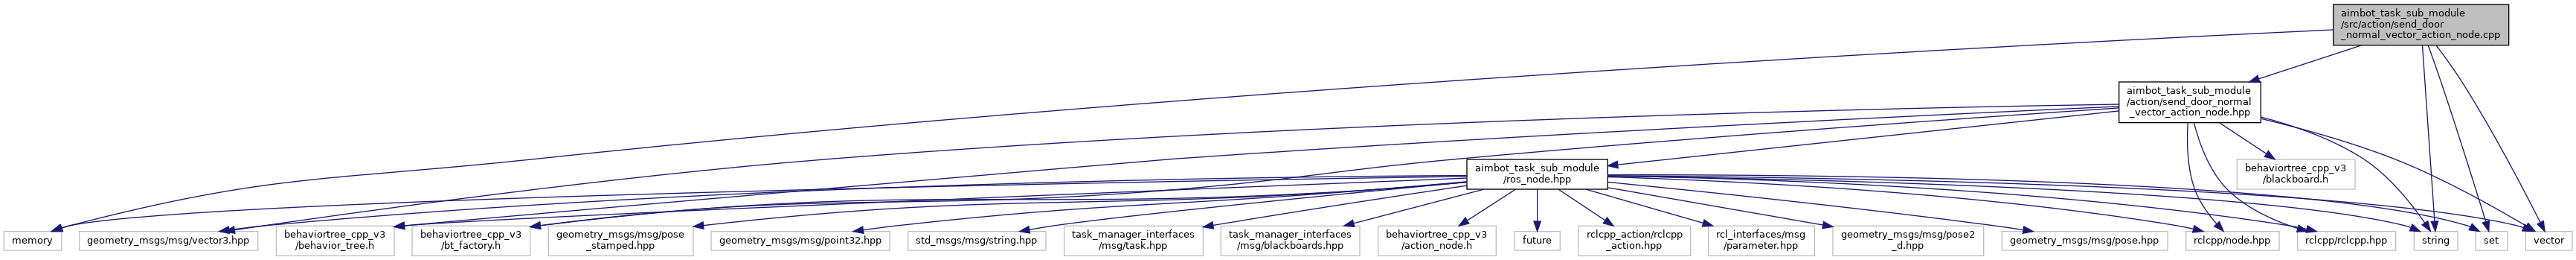 aimbot_task_sub_module
/src/action/send_door
_normal_vector_action_node.cpp
aimbot_task_sub_module
/action/send_door_normal
_vector_action_node.hpp
aimbot_task_sub_module
/ros_node.hpp
behaviortree_cpp_v3
/blackboard.h
memory
geometry_msgs/msg/vector3.hpp
behaviortree_cpp_v3
/behavior_tree.h
behaviortree_cpp_v3
/bt_factory.h
geometry_msgs/msg/pose
_stamped.hpp
geometry_msgs/msg/point32.hpp
std_msgs/msg/string.hpp
task_manager_interfaces
/msg/task.hpp
task_manager_interfaces
/msg/blackboards.hpp
behaviortree_cpp_v3
/action_node.h
future
rclcpp_action/rclcpp
_action.hpp
rcl_interfaces/msg
/parameter.hpp
geometry_msgs/msg/pose2
_d.hpp
geometry_msgs/msg/pose.hpp
rclcpp/node.hpp
rclcpp/rclcpp.hpp
string
set
vector